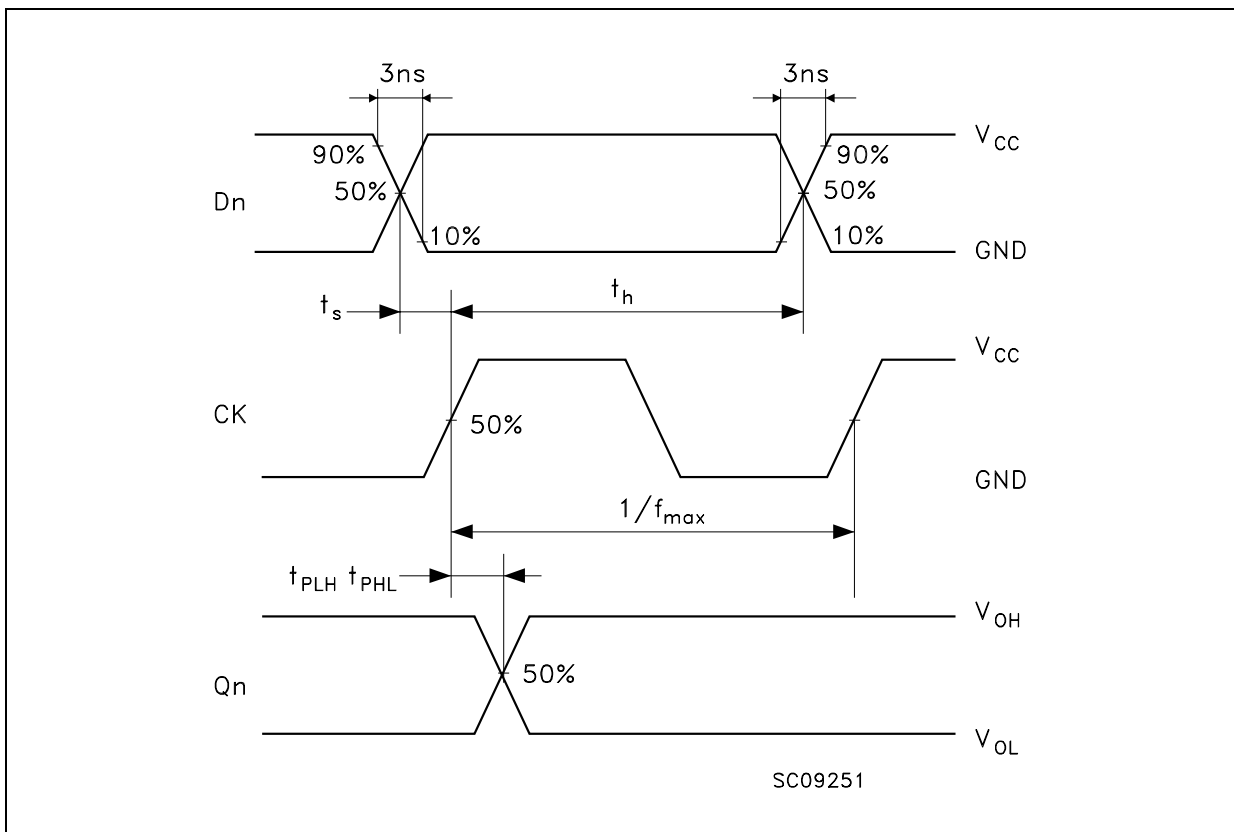 3ns 3ns
V_CC
90% 90%
Dn 50% 50%
10% 10%
GND
t_s t_h
V_CC
CK 50%
GND
1/f_max
t_PLH t_PHL
V_OH
Qn 50%
V_OL
SC09251